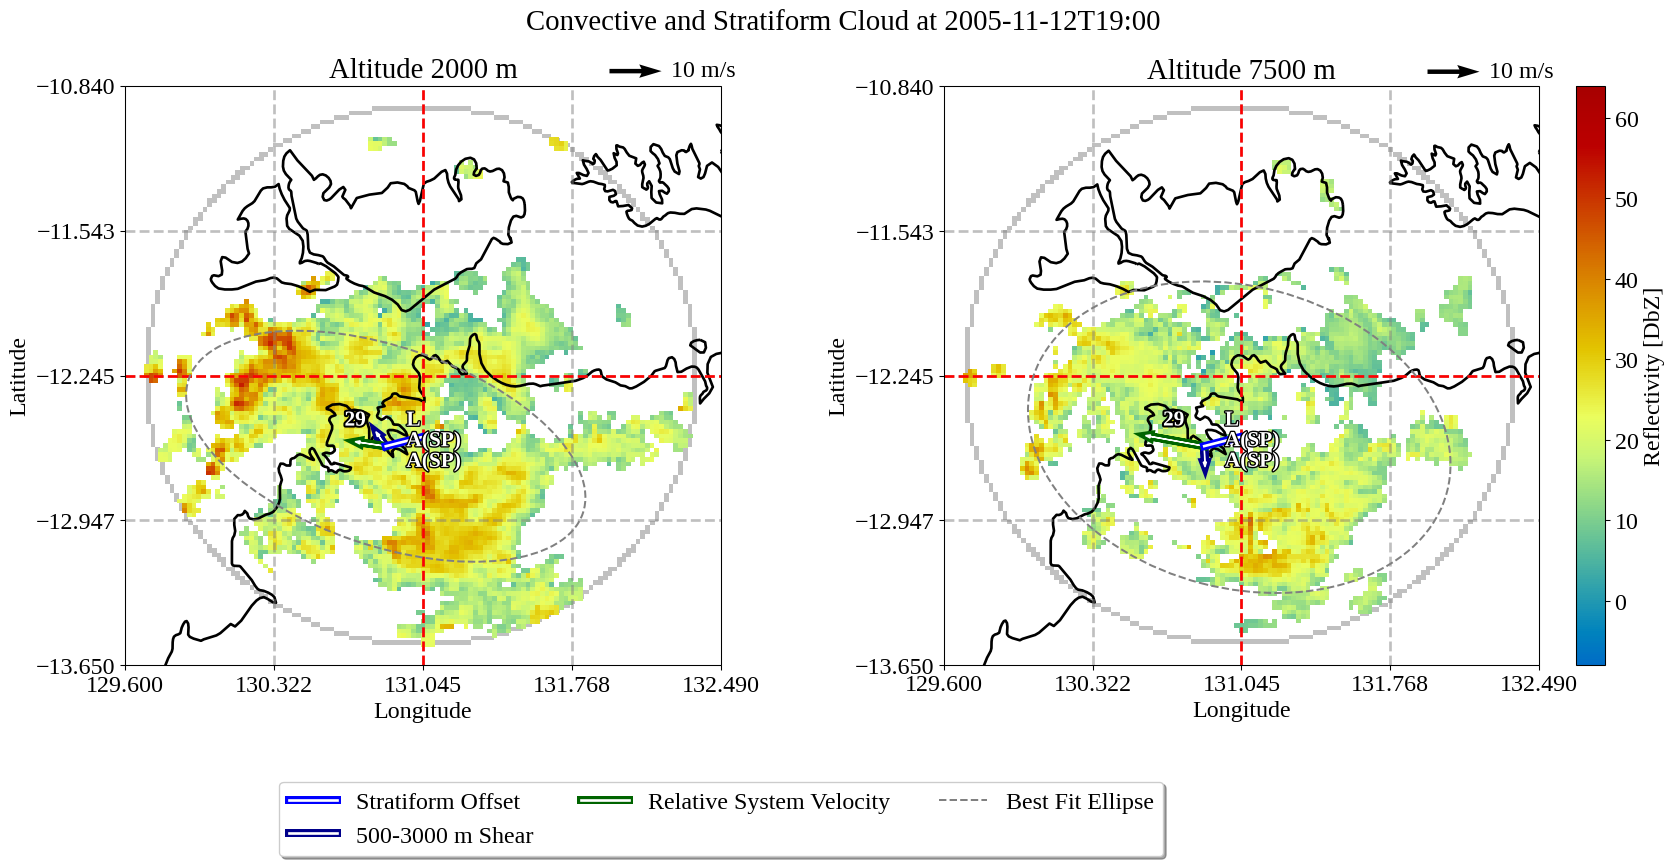 Convective and Stratiform Cloud at 2005-11-12T19:00
Altitude 2000 m
10 m/s
−10.840
−11.543
−12.245
−12.947
−13.650
Latitude
129.600
130.322
131.045
131.768
132.490
Longitude
29
L
A(SP)
A(SP)
Altitude 7500 m
10 m/s
−10.840
−11.543
−12.245
−12.947
−13.650
Latitude
129.600
130.322
131.045
131.768
132.490
Longitude
29
L
A(SP)
A(SP)
60
50
40
30
20
10
0
Reflectivity [DbZ]
Stratiform Offset
Relative System Velocity
Best Fit Ellipse
500-3000 m Shear